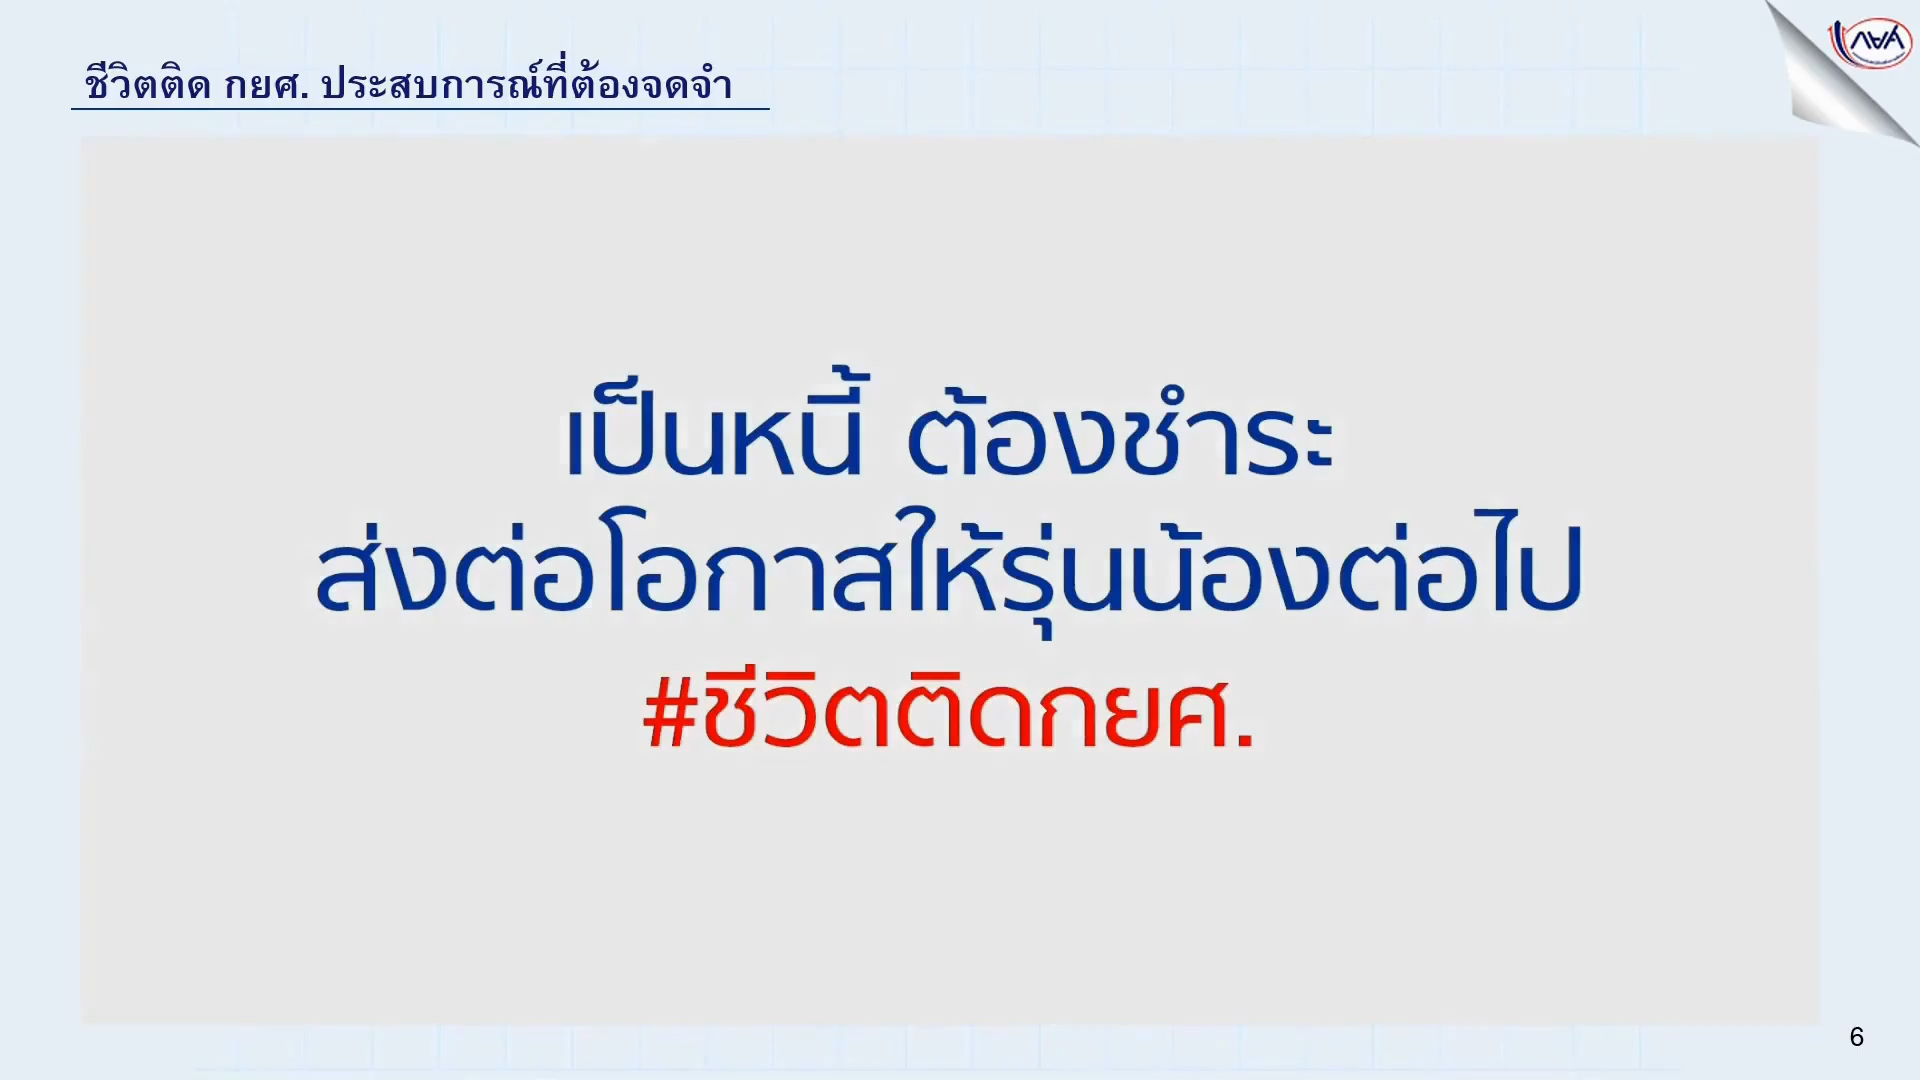 ชีวิตติด กยศ. ประสบการณ์ที่ต้องจดจำ
กยศ
เป็นหนี้ ต้องชำระ
ส่งต่อโอกาสให้รุ่นน้องต่อไป
#ชีวิตติดกยศ.
6